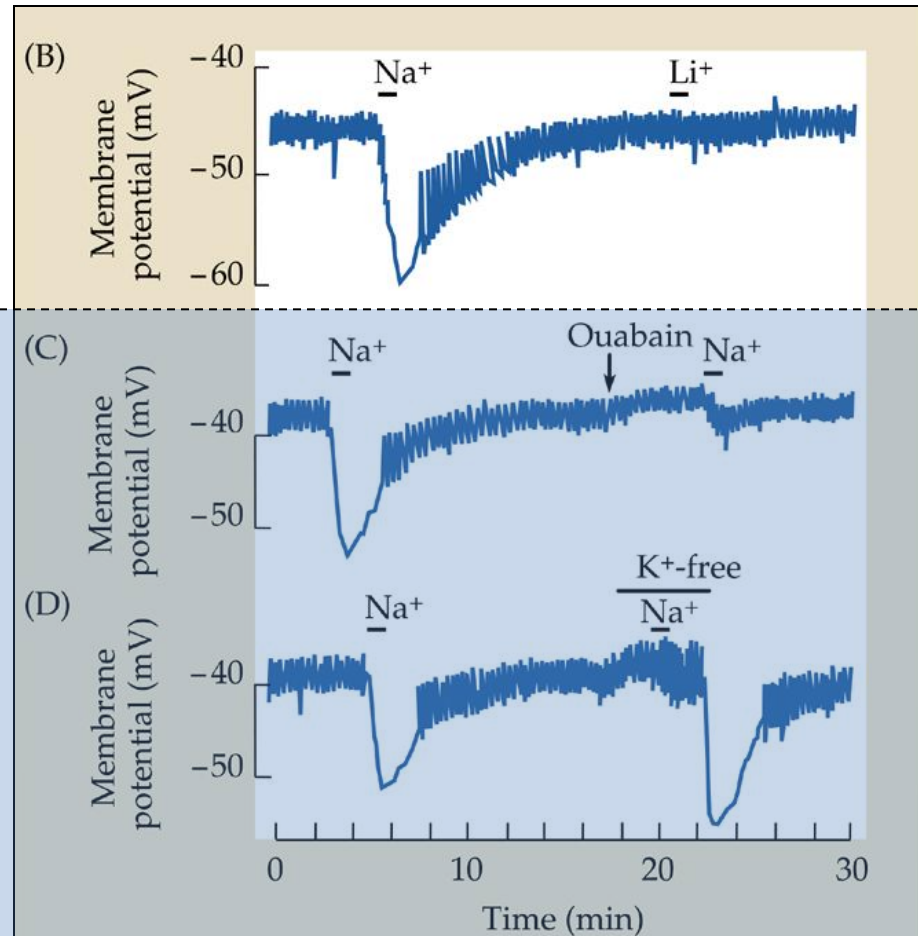 (B)
Membrane
potential (mV)
−40
−50
−60
Na⁺
Li⁺
(C)
Membrane
potential (mV)
−40
−50
Na⁺
Ouabain
Na⁺
(D)
Membrane
potential (mV)
−40
−50
Na⁺
K⁺-free
Na⁺
0
10
20
30
Time (min)